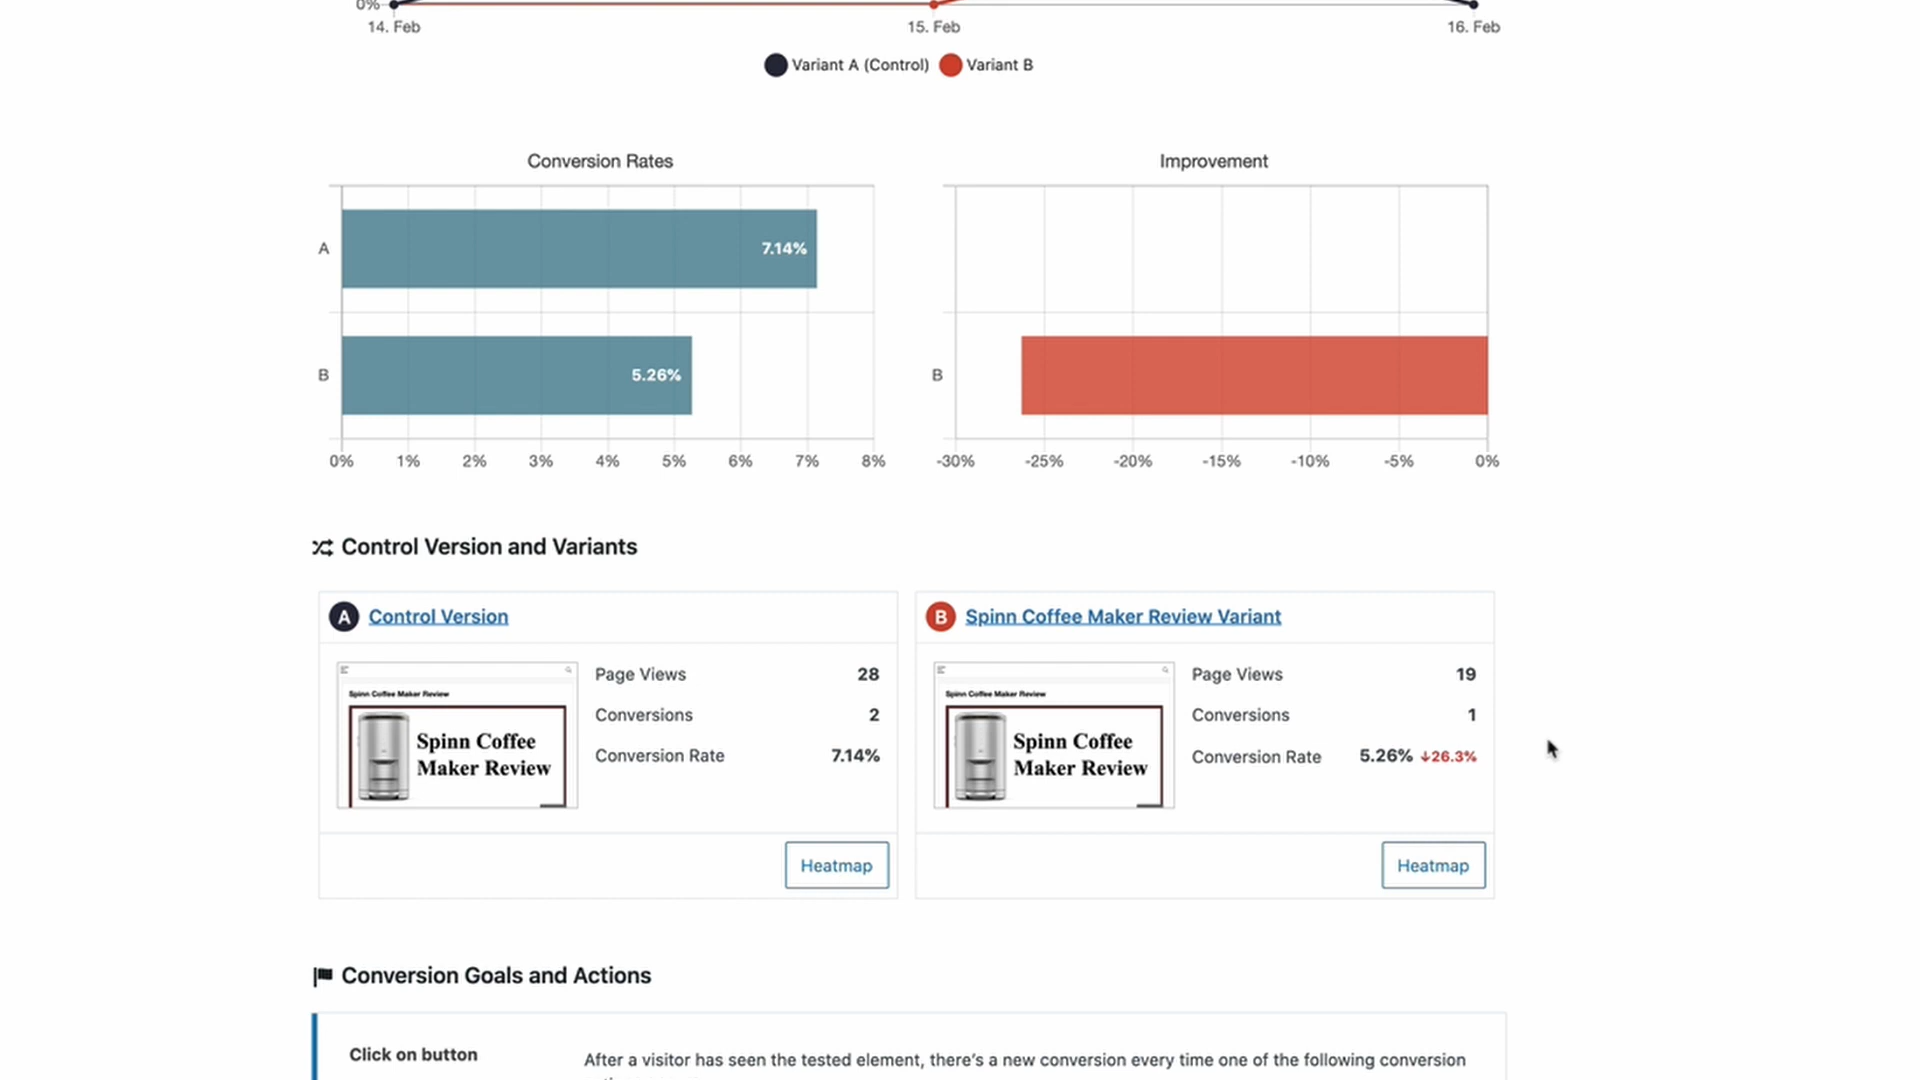 0%
14. Feb 15. Feb 16. Feb
Variant A (Control) Variant B
Conversion Rates
A 7.14%
B 5.26%
0% 1% 2% 3% 4% 5% 6% 7% 8%
Improvement
B
-30% -25% -20% -15% -10% -5% 0%
Control Version and Variants
A Control Version
Spinn Coffee Maker Review
Spinn Coffee
Maker Review
Page Views 28
Conversions 2
Conversion Rate 7.14%
Heatmap
B Spinn Coffee Maker Review Variant
Spinn Coffee Maker Review
Spinn Coffee
Maker Review
Page Views 19
Conversions 1
Conversion Rate 5.26% ↓26.3%
Heatmap
Conversion Goals and Actions
Click on button
After a visitor has seen the tested element, there's a new conversion every time one of the following conversion